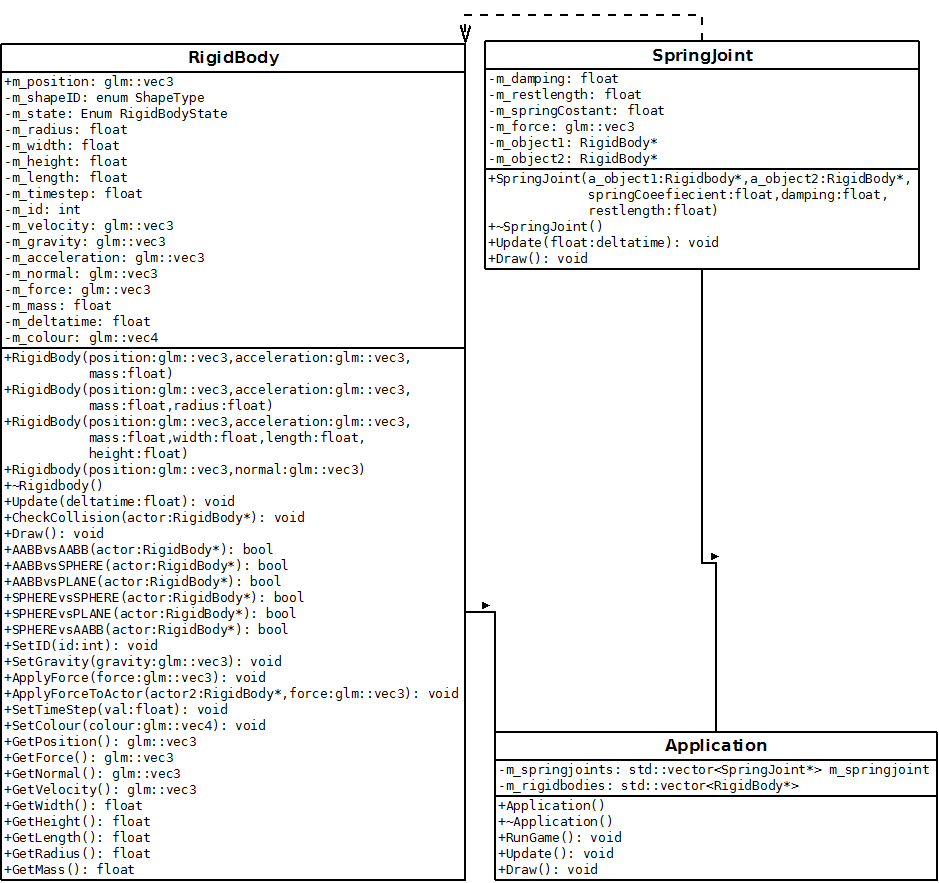 RigidBody
+m_position: glm::vec3
-m_shapeID: enum ShapeType
-m_state: Enum RigidBodyState
-m_radius: float
-m_width: float
-m_height: float
-m_length: float
-m_timestep: float
-m_id: int
-m_velocity: glm::vec3
-m_gravity: glm::vec3
-m_acceleration: glm::vec3
-m_normal: glm::vec3
-m_force: glm::vec3
-m_mass: float
-m_deltatime: float
-m_colour: glm::vec4
+RigidBody(position:glm::vec3,acceleration:glm::vec3,
mass:float)
+RigidBody(position:glm::vec3,acceleration:glm::vec3,
mass:float,radius:float)
+RigidBody(position:glm::vec3,acceleration:glm::vec3,
mass:float,width:float,length:float,
height:float)
+Rigidbody(position:glm::vec3,normal:glm::vec3)
+~Rigidbody()
+Update(deltatime:float): void
+CheckCollision(actor:RigidBody*): void
+Draw(): void
+AABBvsAABB(actor:RigidBody*): bool
+AABBvsSPHERE(actor:RigidBody*): bool
+AABBvsPLANE(actor:RigidBody*): bool
+SPHEREvsSPHERE(actor:RigidBody*): bool
+SPHEREvsPLANE(actor:RigidBody*): bool
+SPHEREvsAABB(actor:RigidBody*): bool
+SetID(id:int): void
+SetGravity(gravity:glm::vec3): void
+ApplyForce(force:glm::vec3): void
+ApplyForceToActor(actor2:RigidBody*,force:glm::vec3): void
+SetTimeStep(val:float): void
+SetColour(colour:glm::vec4): void
+GetPosition(): glm::vec3
+GetForce(): glm::vec3
+GetNormal(): glm::vec3
+GetVelocity(): glm::vec3
+GetWidth(): float
+GetHeight(): float
+GetLength(): float
+GetRadius(): float
+GetMass(): float
SpringJoint
-m_damping: float
-m_restlength: float
-m_springCostant: float
-m_force: glm::vec3
-m_object1: RigidBody*
-m_object2: RigidBody*
+SpringJoint(a_object1:Rigidbody*,a_object2:RigidBody*,
springCoeefiecient:float,damping:float,
restlength:float)
+~SpringJoint()
+Update(float:deltatime): void
+Draw(): void
Application
-m_springjoints: std::vector<SpringJoint*> m_springjoint
-m_rigidbodies: std::vector<RigidBody*>
+Application()
+~Application()
+RunGame(): void
+Update(): void
+Draw(): void